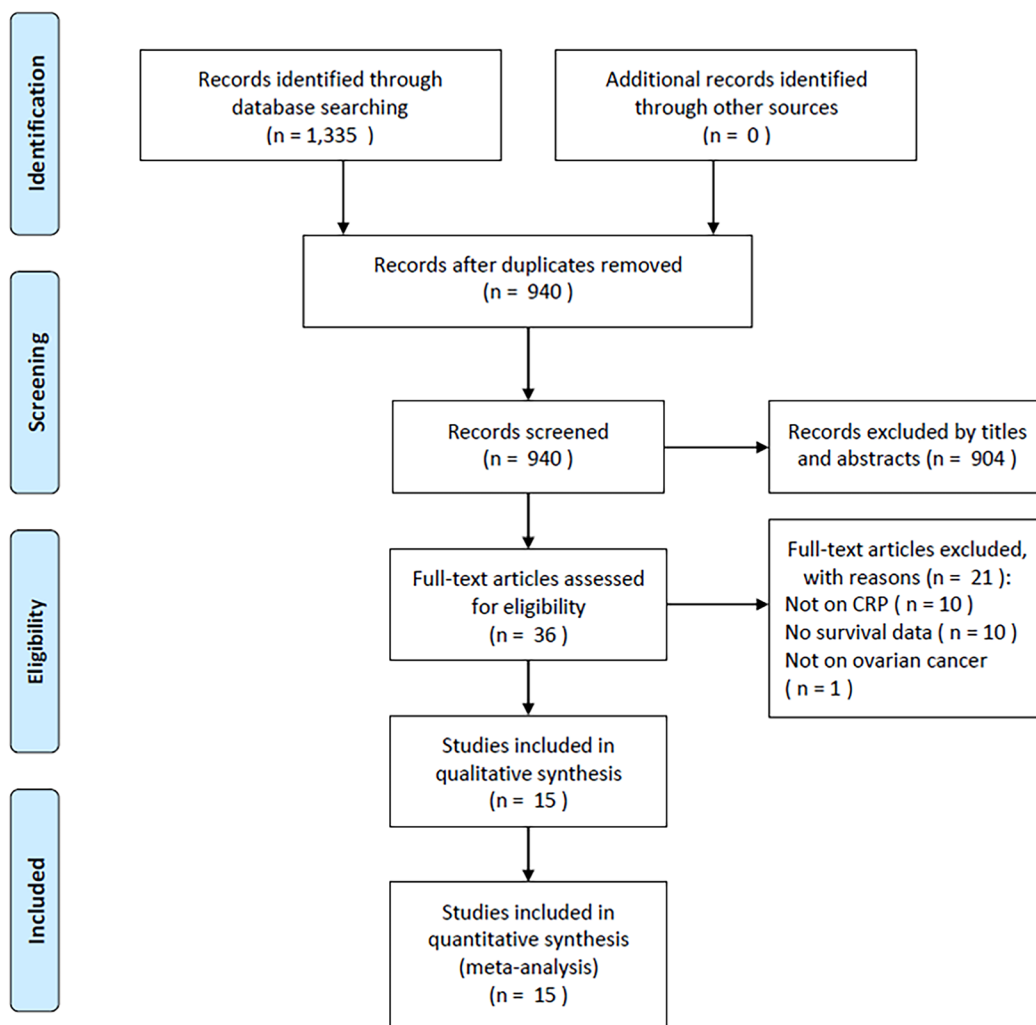 Identification
Records identified through
database searching
(n = 1,335 )
Additional records identified
through other sources
(n = 0 )
Records after duplicates removed
(n = 940 )
Screening
Records screened
(n = 940 )
Records excluded by titles
and abstracts (n = 904 )
Eligibility
Full-text articles assessed
for eligibility
(n = 36 )
Full-text articles excluded,
with reasons (n = 21 ):
Not on CRP ( n = 10 )
No survival data ( n = 10 )
Not on ovarian cancer
( n = 1 )
Studies included in
qualitative synthesis
(n = 15 )
Included
Studies included in
quantitative synthesis
(meta-analysis)
(n = 15 )